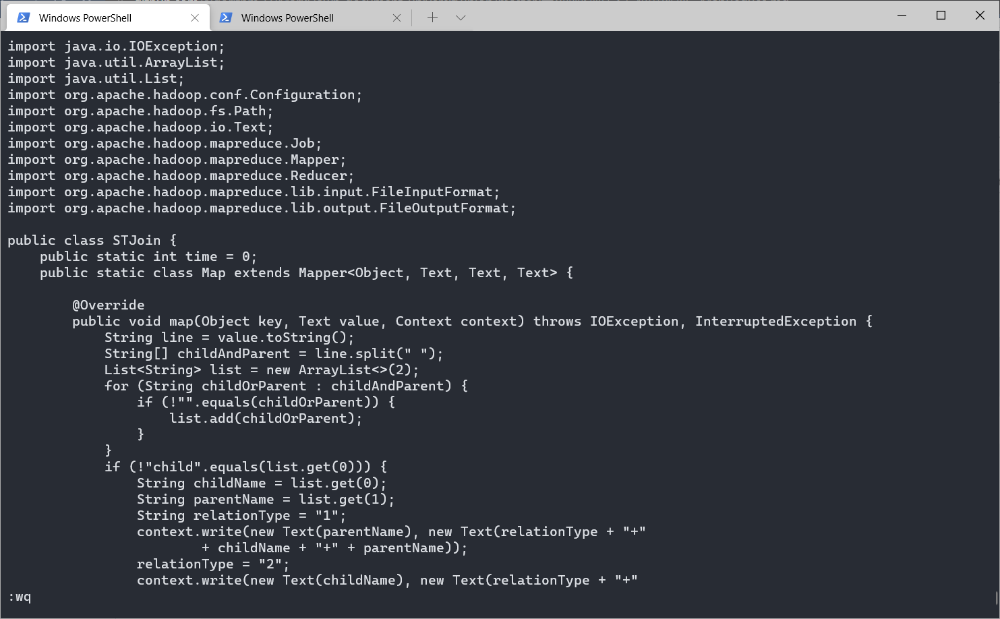 Windows PowerShell
Windows PowerShell
import java.io.IOException;
import java.util.ArrayList;
import java.util.List;
import org.apache.hadoop.conf.Configuration;
import org.apache.hadoop.fs.Path;
import org.apache.hadoop.io.Text;
import org.apache.hadoop.mapreduce.Job;
import org.apache.hadoop.mapreduce.Mapper;
import org.apache.hadoop.mapreduce.Reducer;
import org.apache.hadoop.mapreduce.lib.input.FileInputFormat;
import org.apache.hadoop.mapreduce.lib.output.FileOutputFormat;

public class STJoin {
    public static int time = 0;
    public static class Map extends Mapper<Object, Text, Text, Text> {

        @Override
        public void map(Object key, Text value, Context context) throws IOException, InterruptedException {
            String line = value.toString();
            String[] childAndParent = line.split(" ");
            List<String> list = new ArrayList<>(2);
            for (String childOrParent : childAndParent) {
                if (!"".equals(childOrParent)) {
                    list.add(childOrParent);
                }
            }
            if (!"child".equals(list.get(0))) {
                String childName = list.get(0);
                String parentName = list.get(1);
                String relationType = "1";
                context.write(new Text(parentName), new Text(relationType + "+"
                        + childName + "+" + parentName));
                relationType = "2";
                context.write(new Text(childName), new Text(relationType + "+"
:wq